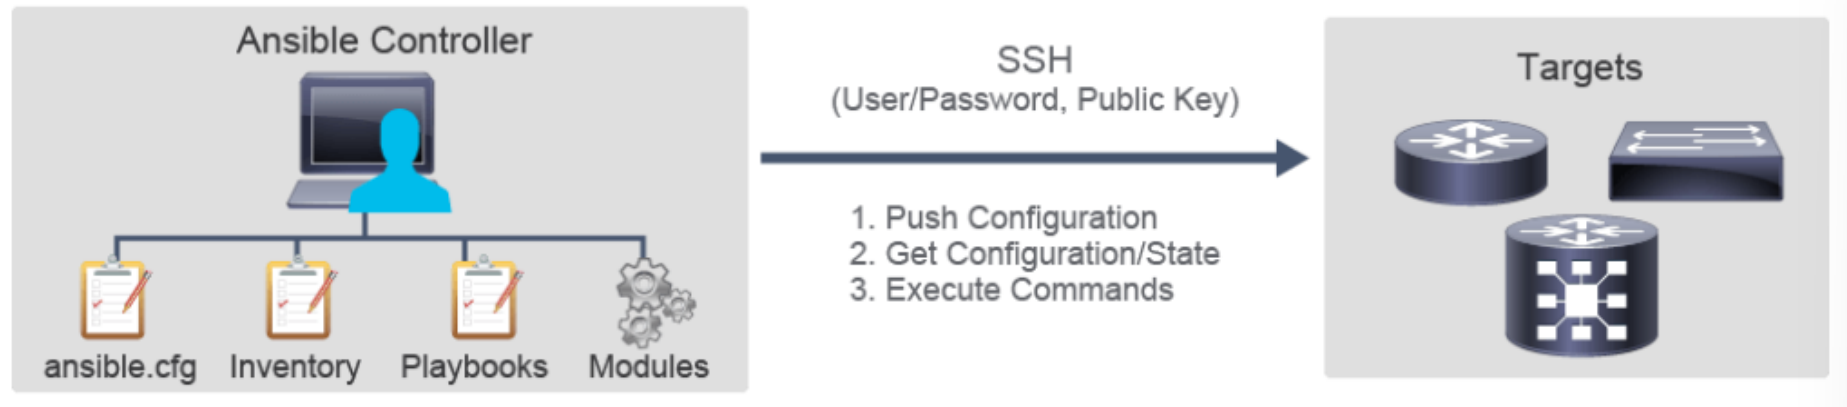 Ansible Controller
ansible.cfg
Inventory
Playbooks
Modules
SSH
(User/Password, Public Key)
1. Push Configuration
2. Get Configuration/State
3. Execute Commands
Targets